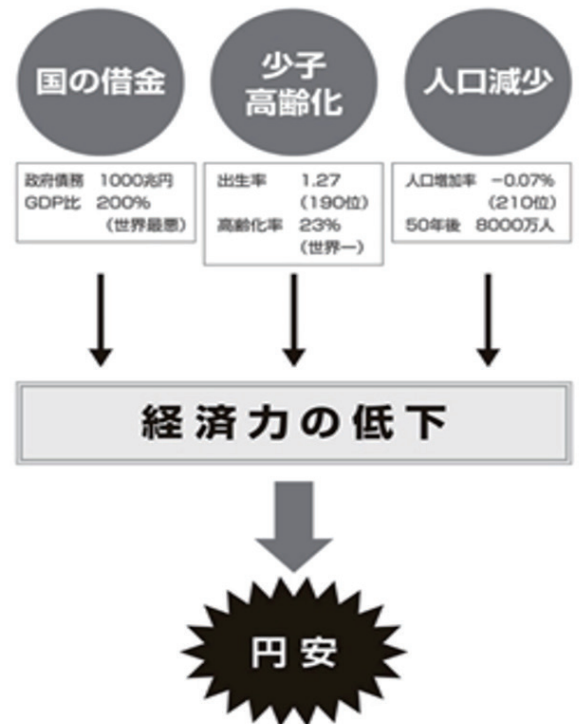 国の借金
少子
高齢化
人口減少
政府債務 1000兆円
GDP比 200%
（世界最悪）
出生率 1.27
（190位）
高齢化率 23%
（世界一）
人口増加率 −0.07%
（210位）
50年後 8000万人
経済力の低下
円安